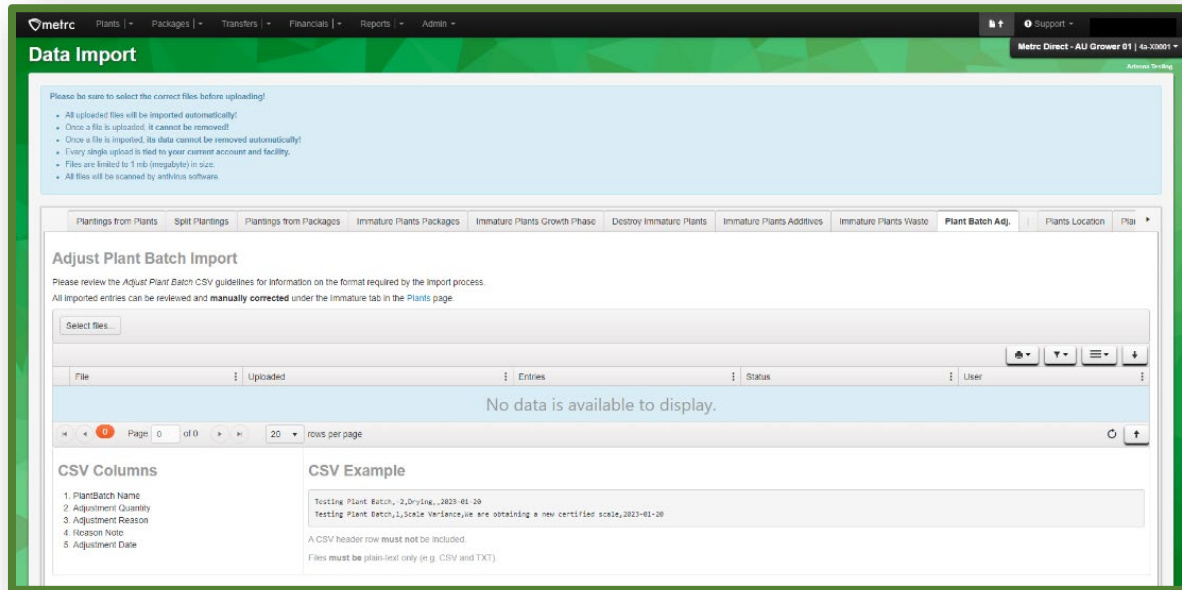 metrc Plants Packages Transfers Financials Reports Admin Support
Data Import
Metrc Direct - AU Grower 01 | 4a-X0001
Arizona Testing
Please be sure to select the correct files before uploading!
All uploaded files will be imported automatically!
Once a file is uploaded, it cannot be removed!
Once a file is imported, its data cannot be removed automatically!
Every single upload is tied to your current account and facility.
Files are limited to 1 mb (megabyte) in size.
All files will be scanned by antivirus software.
Plantings from Plants Split Plantings Plantings from Packages Immature Plants Packages Immature Plants Growth Phase Destroy Immature Plants Immature Plants Additives Immature Plants Waste Plant Batch Adj. Plants Location Plan
Adjust Plant Batch Import
Please review the Adjust Plant Batch CSV guidelines for information on the format required by the import process.
All imported entries can be reviewed and manually corrected under the Immature tab in the Plants page
Select files...
File Uploaded Entries Status User
No data is available to display.
0 Page 0 of 0 20 rows per page
CSV Columns
1. PlantBatch Name
2. Adjustment Quantity
3. Adjustment Reason
4. Reason Note
5. Adjustment Date
CSV Example
Testing Plant Batch,-2,Drying,,2023-01-20
Testing Plant Batch,1,Scale Variance,We are obtaining a new certified scale,2023-01-20
A CSV header row must not be included.
Files must be plain-text only (e.g. CSV and TXT)